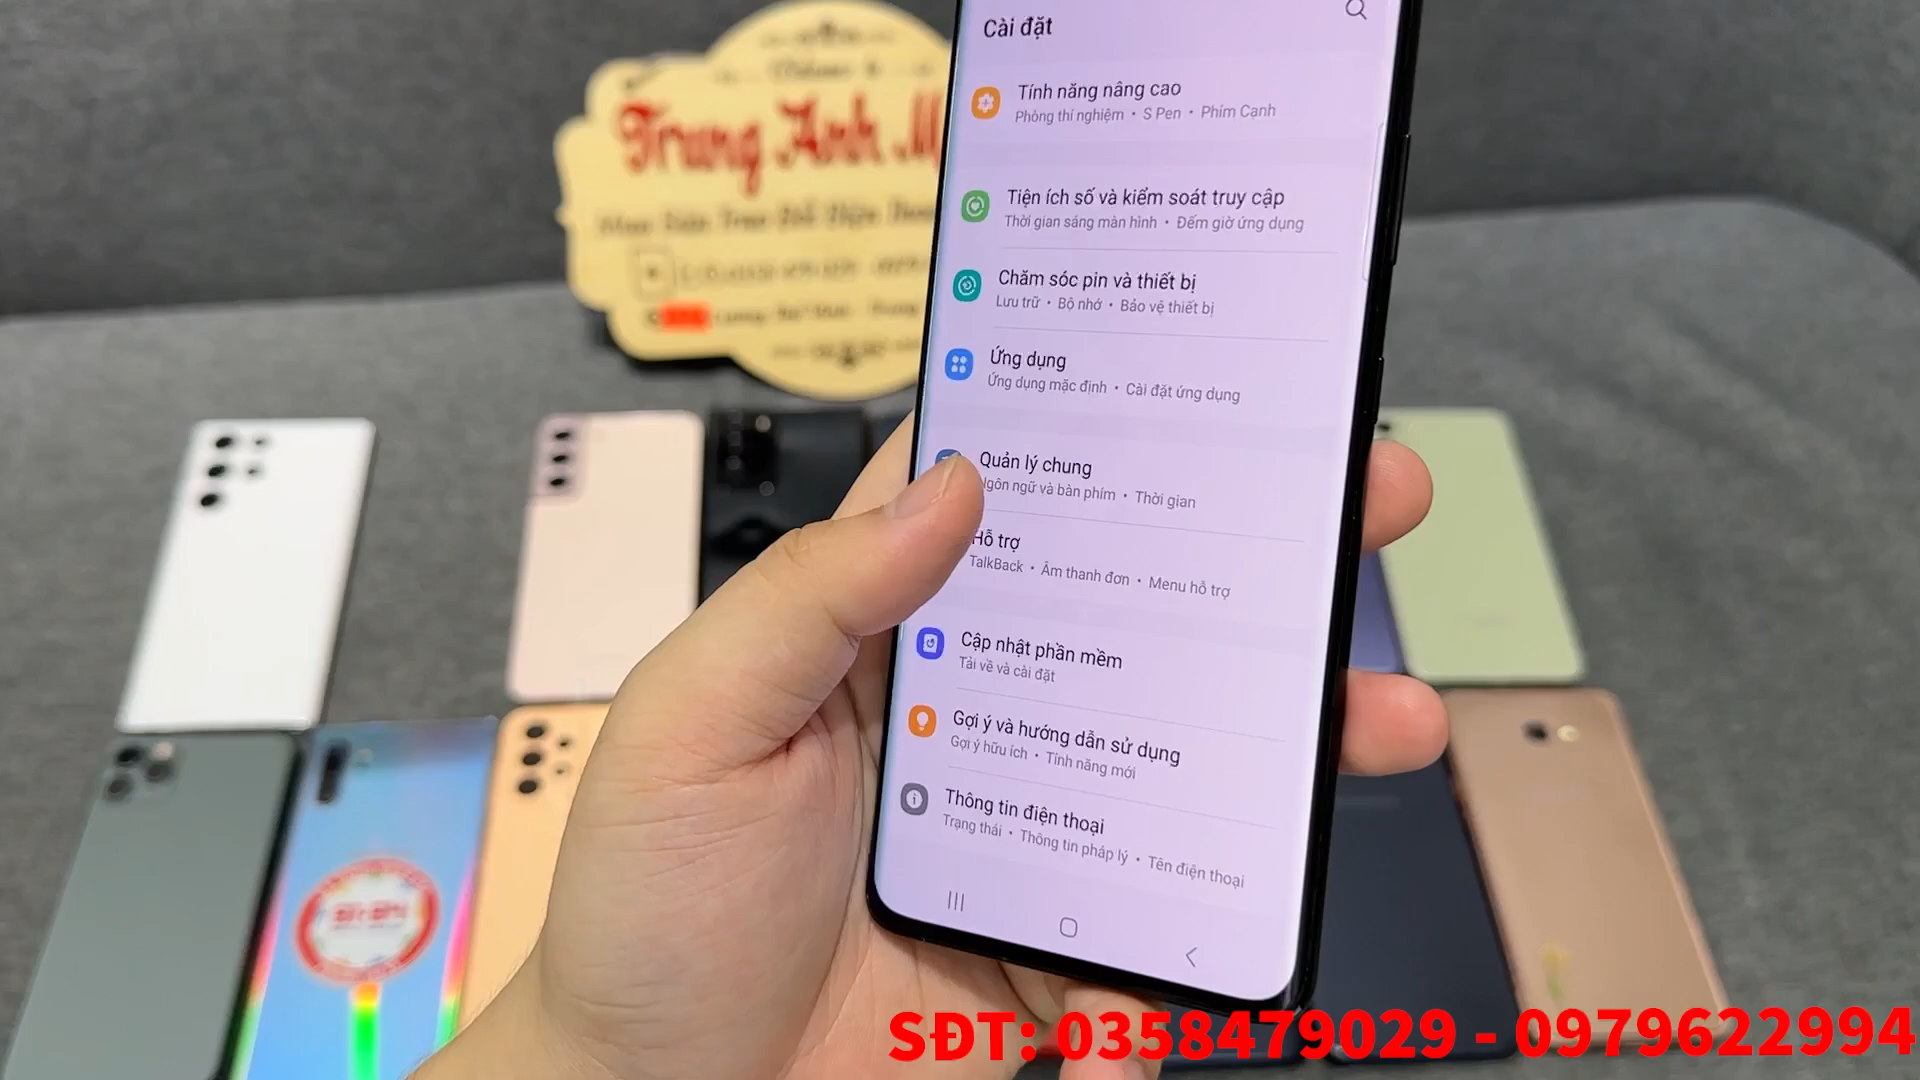 Cài đặt
Tính năng nâng cao
Phòng thí nghiệm • S Pen • Phím Cạnh
Tiện ích số và kiểm soát truy cập
Thời gian sáng màn hình • Đếm giờ ứng dụng
Chăm sóc pin và thiết bị
Lưu trữ • Bộ nhớ • Bảo vệ thiết bị
Ứng dụng
Ứng dụng mặc định • Cài đặt ứng dụng
Quản lý chung
Ngôn ngữ và bàn phím • Thời gian
Hỗ trợ
TalkBack • Âm thanh đơn • Menu hỗ trợ
Cập nhật phần mềm
Tải về và cài đặt
Gợi ý và hướng dẫn sử dụng
Gợi ý hữu ích • Tính năng mới
Thông tin điện thoại
Trạng thái • Thông tin pháp lý • Tên điện thoại
Trang Anh
SĐT: 0358479029 - 0979622994